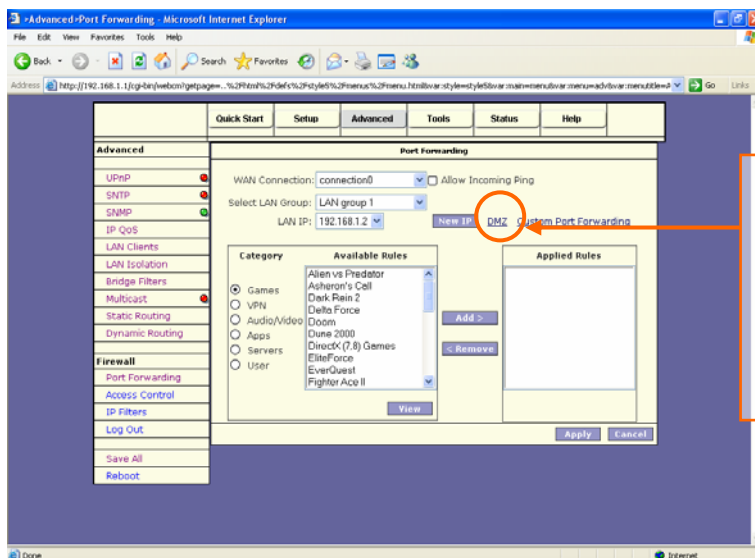 >Advanced>Port Forwarding - Microsoft Internet Explorer
File Edit View Favorites Tools Help
Back Search Favorites
Address http://192.168.1.1/cgi-bin/webcm?getpage=..%2Fhtml%2Fdefs%2Fstyle5%2Fmenus%2Fmenu.html&var:style=style5&var:main=menu&var:menu=adv&var:menutitle=A Go Links
Quick Start Setup Advanced Tools Status Help
Advanced
Port Forwarding
UPnP
SNTP
SNMP
IP QoS
LAN Clients
LAN Isolation
Bridge Filters
Multicast
Static Routing
Dynamic Routing
Firewall
Port Forwarding
Access Control
IP Filters
Log Out
Save All
Reboot
WAN Connection: connection0 Allow Incoming Ping
Select LAN Group: LAN group 1
LAN IP: 192.168.1.2 New IP DMZ Custom Port Forwarding
Category Available Rules Applied Rules
Games
VPN
Audio/Video
Apps
Servers
User
Alien vs Predator
Asheron's Call
Dark Rein 2
Delta Force
Doom
Dune 2000
DirectX (7,8) Games
EliteForce
EverQuest
Fighter Ace II
Add >
< Remove
View
Apply Cancel
Done Internet